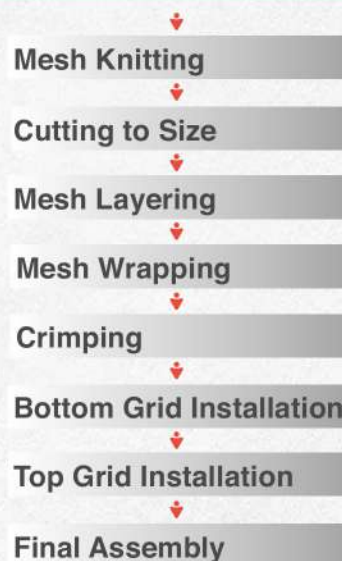 Mesh Knitting
Cutting to Size
Mesh Layering
Mesh Wrapping
Crimping
Bottom Grid Installation
Top Grid Installation
Final Assembly